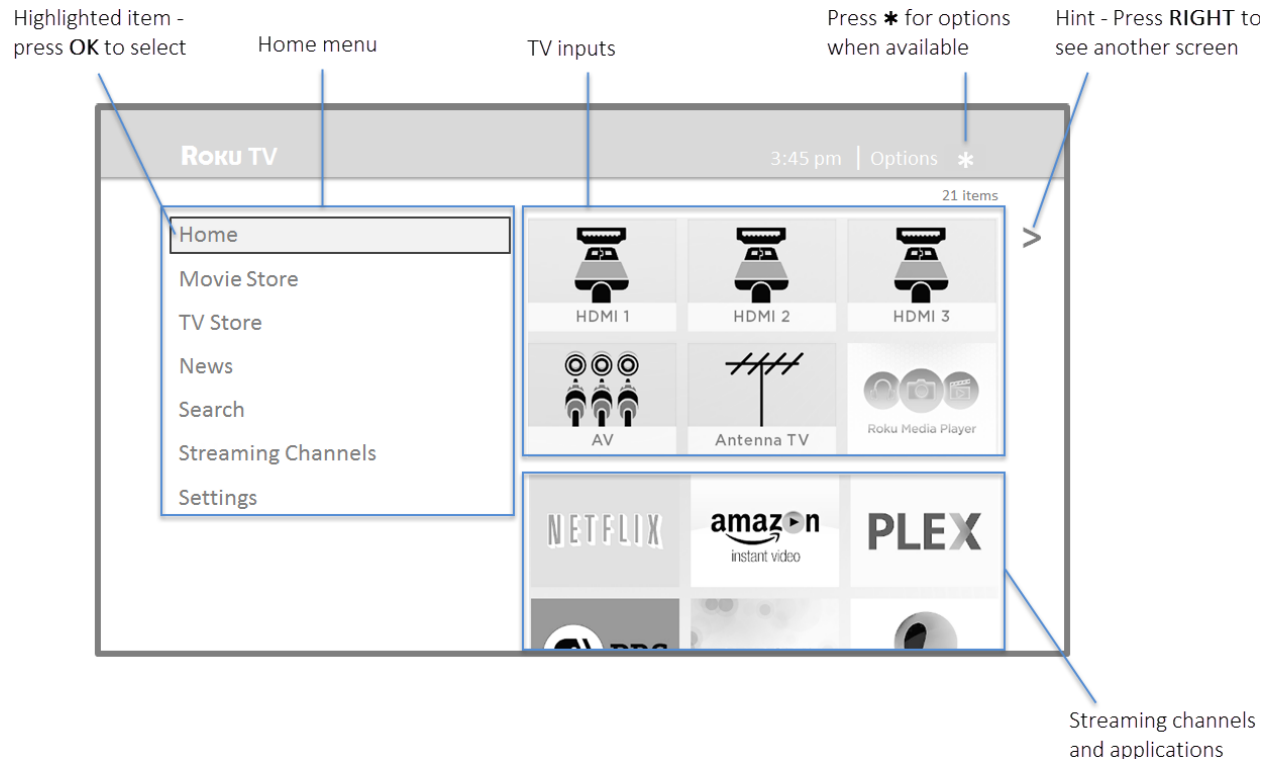 Highlighted item -
press OK to select
Home menu
TV inputs
Press * for options
when available
Hint - Press RIGHT to
see another screen
ROKU TV
3:45 pm | Options *
21 items
>
Home
Movie Store
TV Store
News
Search
Streaming Channels
Settings
HDMI 1
HDMI 2
HDMI 3
AV
Antenna TV
Roku Media Player
NETFLIX
amazon
instant video
PLEX
PBS
Streaming channels
and applications